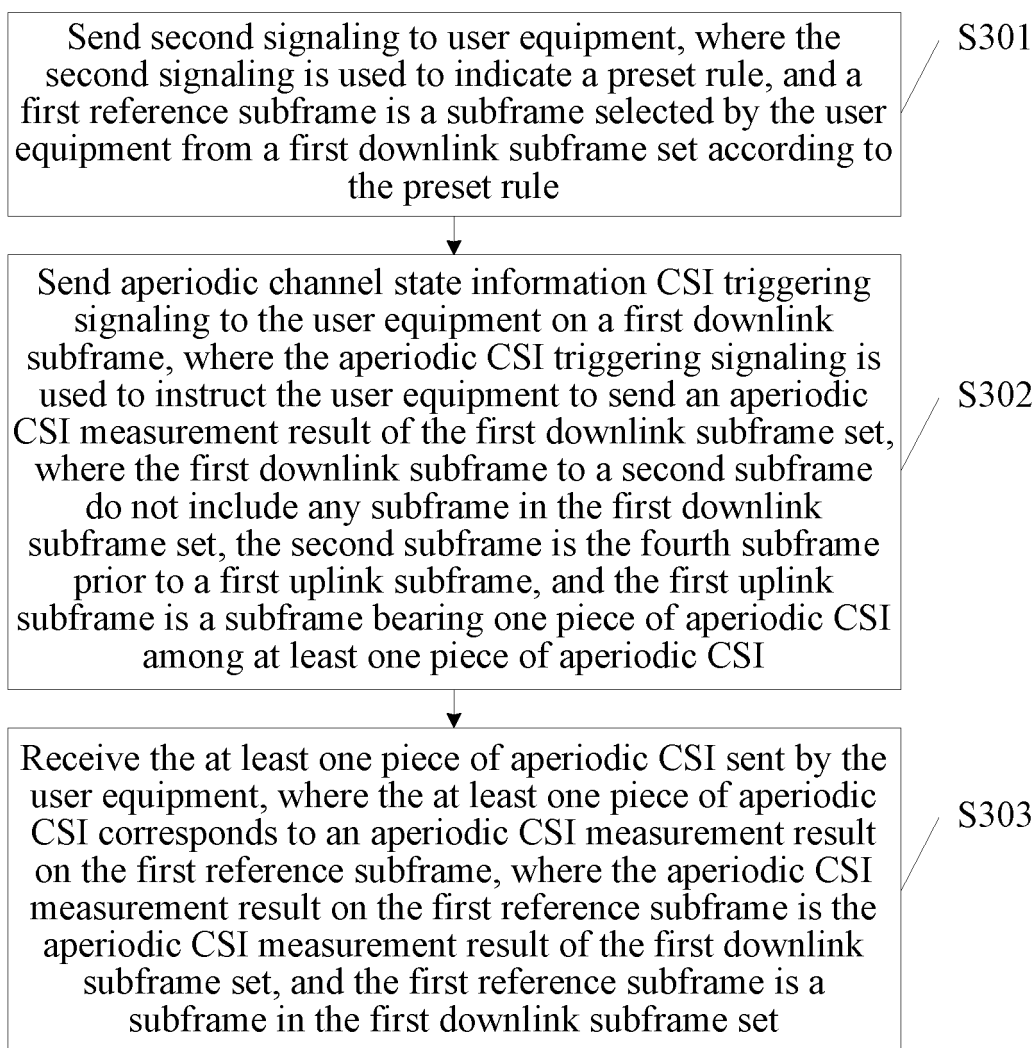 Send second signaling to user equipment, where the
second signaling is used to indicate a preset rule, and a
first reference subframe is a subframe selected by the user
equipment from a first downlink subframe set according to
the preset rule
S301
Send aperiodic channel state information CSI triggering
signaling to the user equipment on a first downlink
subframe, where the aperiodic CSI triggering signaling is
used to instruct the user equipment to send an aperiodic
CSI measurement result of the first downlink subframe set,
where the first downlink subframe to a second subframe
do not include any subframe in the first downlink
subframe set, the second subframe is the fourth subframe
prior to a first uplink subframe, and the first uplink
subframe is a subframe bearing one piece of aperiodic CSI
among at least one piece of aperiodic CSI
S302
Receive the at least one piece of aperiodic CSI sent by the
user equipment, where the at least one piece of aperiodic
CSI corresponds to an aperiodic CSI measurement result
on the first reference subframe, where the aperiodic CSI
measurement result on the first reference subframe is the
aperiodic CSI measurement result of the first downlink
subframe set, and the first reference subframe is a
subframe in the first downlink subframe set
S303